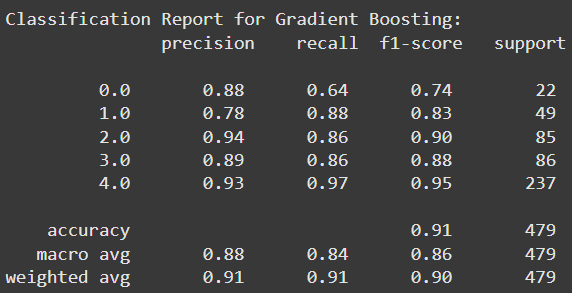 Classification Report for Gradient Boosting:
precision recall f1-score support
0.0 0.88 0.64 0.74 22
1.0 0.78 0.88 0.83 49
2.0 0.94 0.86 0.90 85
3.0 0.89 0.86 0.88 86
4.0 0.93 0.97 0.95 237
accuracy 0.91 479
macro avg 0.88 0.84 0.86 479
weighted avg 0.91 0.91 0.90 479